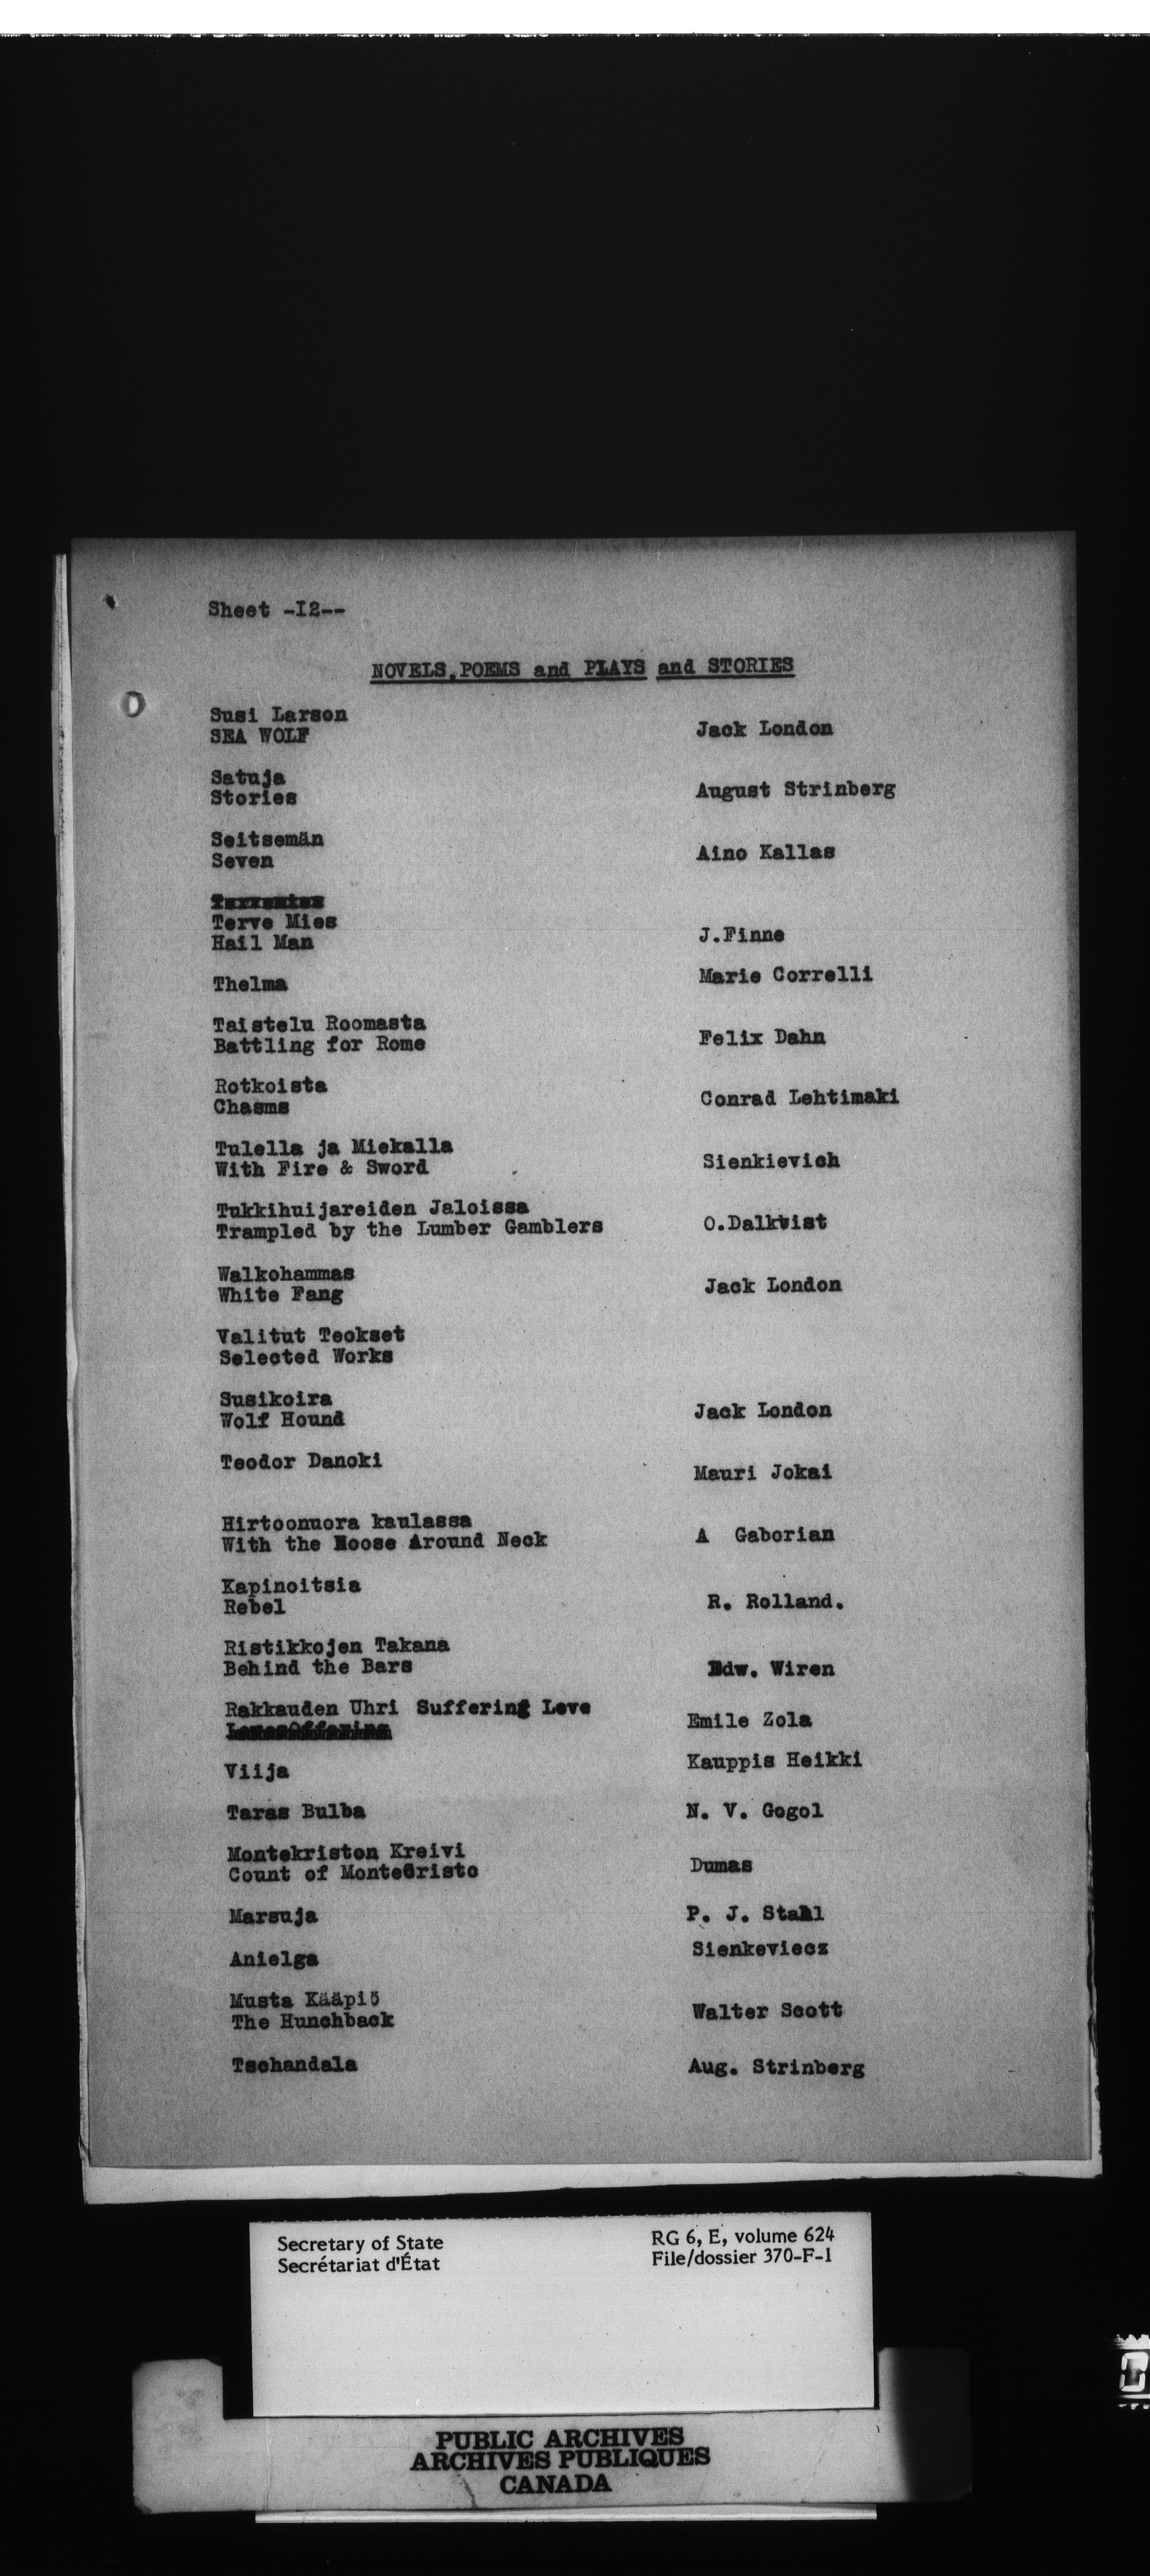 Sheet -I2--
NOVELS.POEMS and PLAYS and STORIES
Susi Larson
SEA WOLF
Jack London
Satuja
Stories
August Strinberg
Seitsemän
Seven
Aino Kallas
Terve Mies
Hail Man
J.Finne
Thelma
Marie Correlli
Taistelu Roomasta
Battling for Rome
Felix Dahn
Rotkoista
Chasms
Conrad Lehtimaki
Tulella ja Miekalla
With Fire & Sword
Sienkievich
Tukkihuijareiden Jaloissa
Trampled by the Lumber Gamblers
O.Dalkvist
Walkohammas
White Fang
Jack London
Valitut Teokset
Selected Works
Susikoira
Wolf Hound
Jack London
Teodor Danoki
Mauri Jokai
Hirtoonuora kaulassa
With the Noose Around Neck
A Gaborian
Kapinoitsia
Rebel
R. Rolland.
Ristikkojen Takana
Behind the Bars
Edw. Wiren
Rakkauden Uhri Suffering Love
Emile Zola
Viija
Kauppis Heikki
Taras Bulba
N. V. Gogol
Montekriston Kreivi
Count of MonteCristo
Dumas
Marsuja
P. J. Stahl
Anielga
Sienkeviecz
Musta Kääpiö
The Hunchback
Walter Scott
Tschandala
Aug. Strinberg
Secretary of State
Secrétariat d'État
RG 6, E, volume 624
File/dossier 370-F-1
PUBLIC ARCHIVES
ARCHIVES PUBLIQUES
CANADA